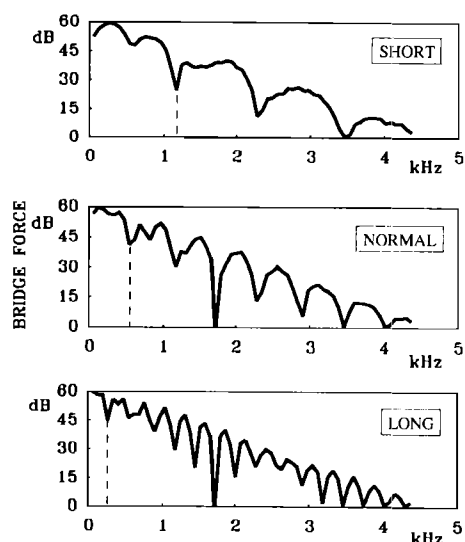 60
dB
45
30
15
0
SHORT
0 1 2 3 4 5
kHz
BRIDGE FORCE
60
dB
45
30
15
0
NORMAL
0 1 2 3 4 5
kHz
60
dB
45
30
15
0
LONG
0 1 2 3 4 5
kHz